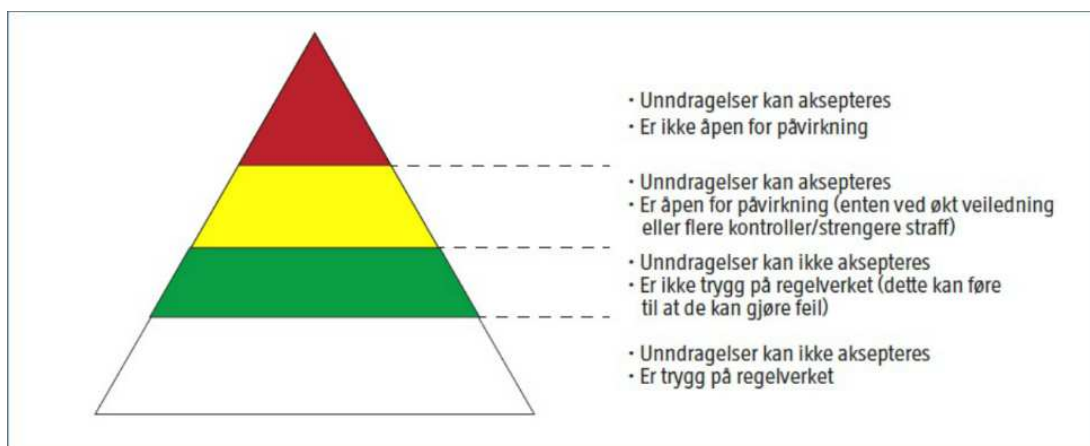 · Unndragelser kan aksepteres
· Er ikke åpen for påvirkning
· Unndragelser kan aksepteres
· Er åpen for påvirkning (enten ved økt veiledning
eller flere kontroller/strengere straff)
· Unndragelser kan ikke aksepteres
· Er ikke trygg på regelverket (dette kan føre
til at de kan gjøre feil)
· Unndragelser kan ikke aksepteres
· Er trygg på regelverket